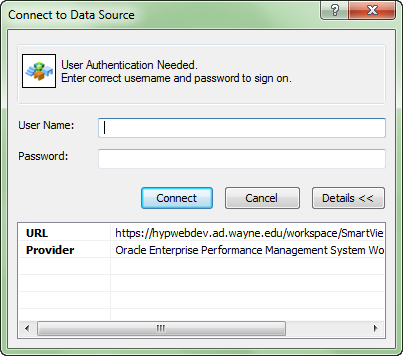 Connect to Data Source
User Authentication Needed.
Enter correct username and password to sign on.
User Name:
Password:
Connect
Cancel
Details <<
URL https://hypwebdev.ad.wayne.edu/workspace/SmartVie
Provider Oracle Enterprise Performance Management System Wo